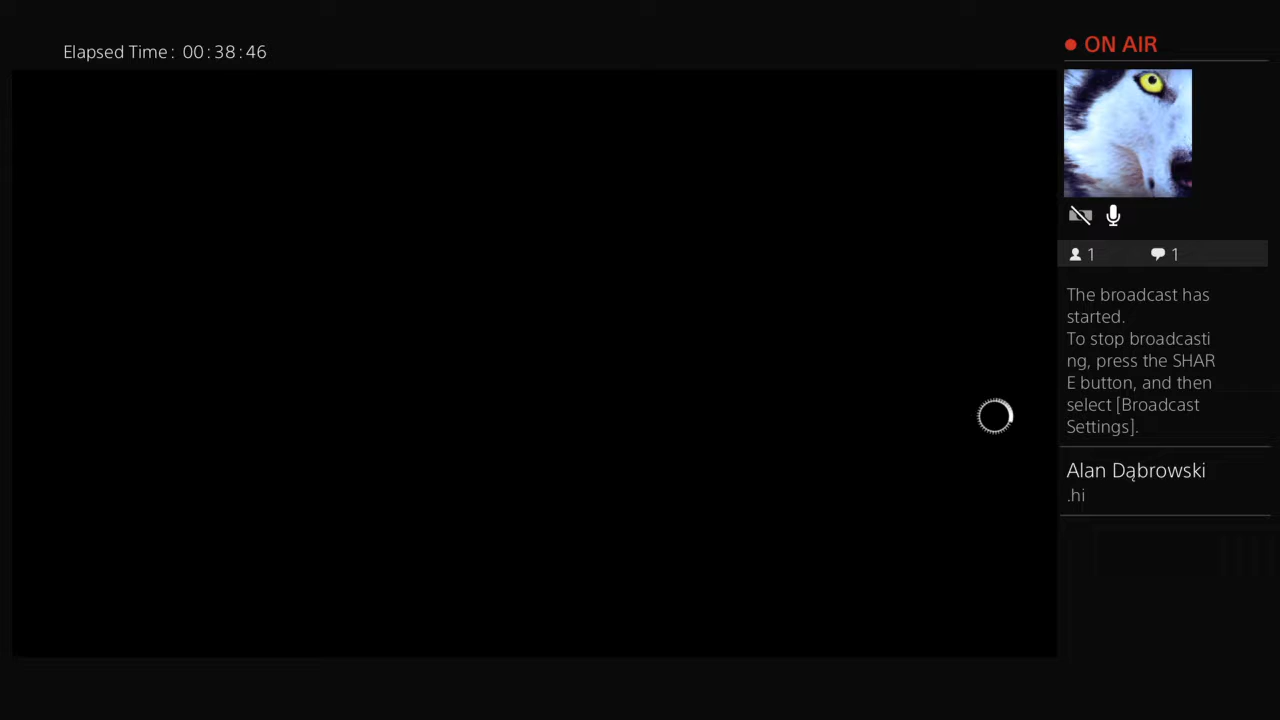 Elapsed Time: 00:38:46
ON AIR
1 1
The broadcast has
started.
To stop broadcasti
ng, press the SHAR
E button, and then
select [Broadcast
Settings].
Alan Dąbrowski
.hi